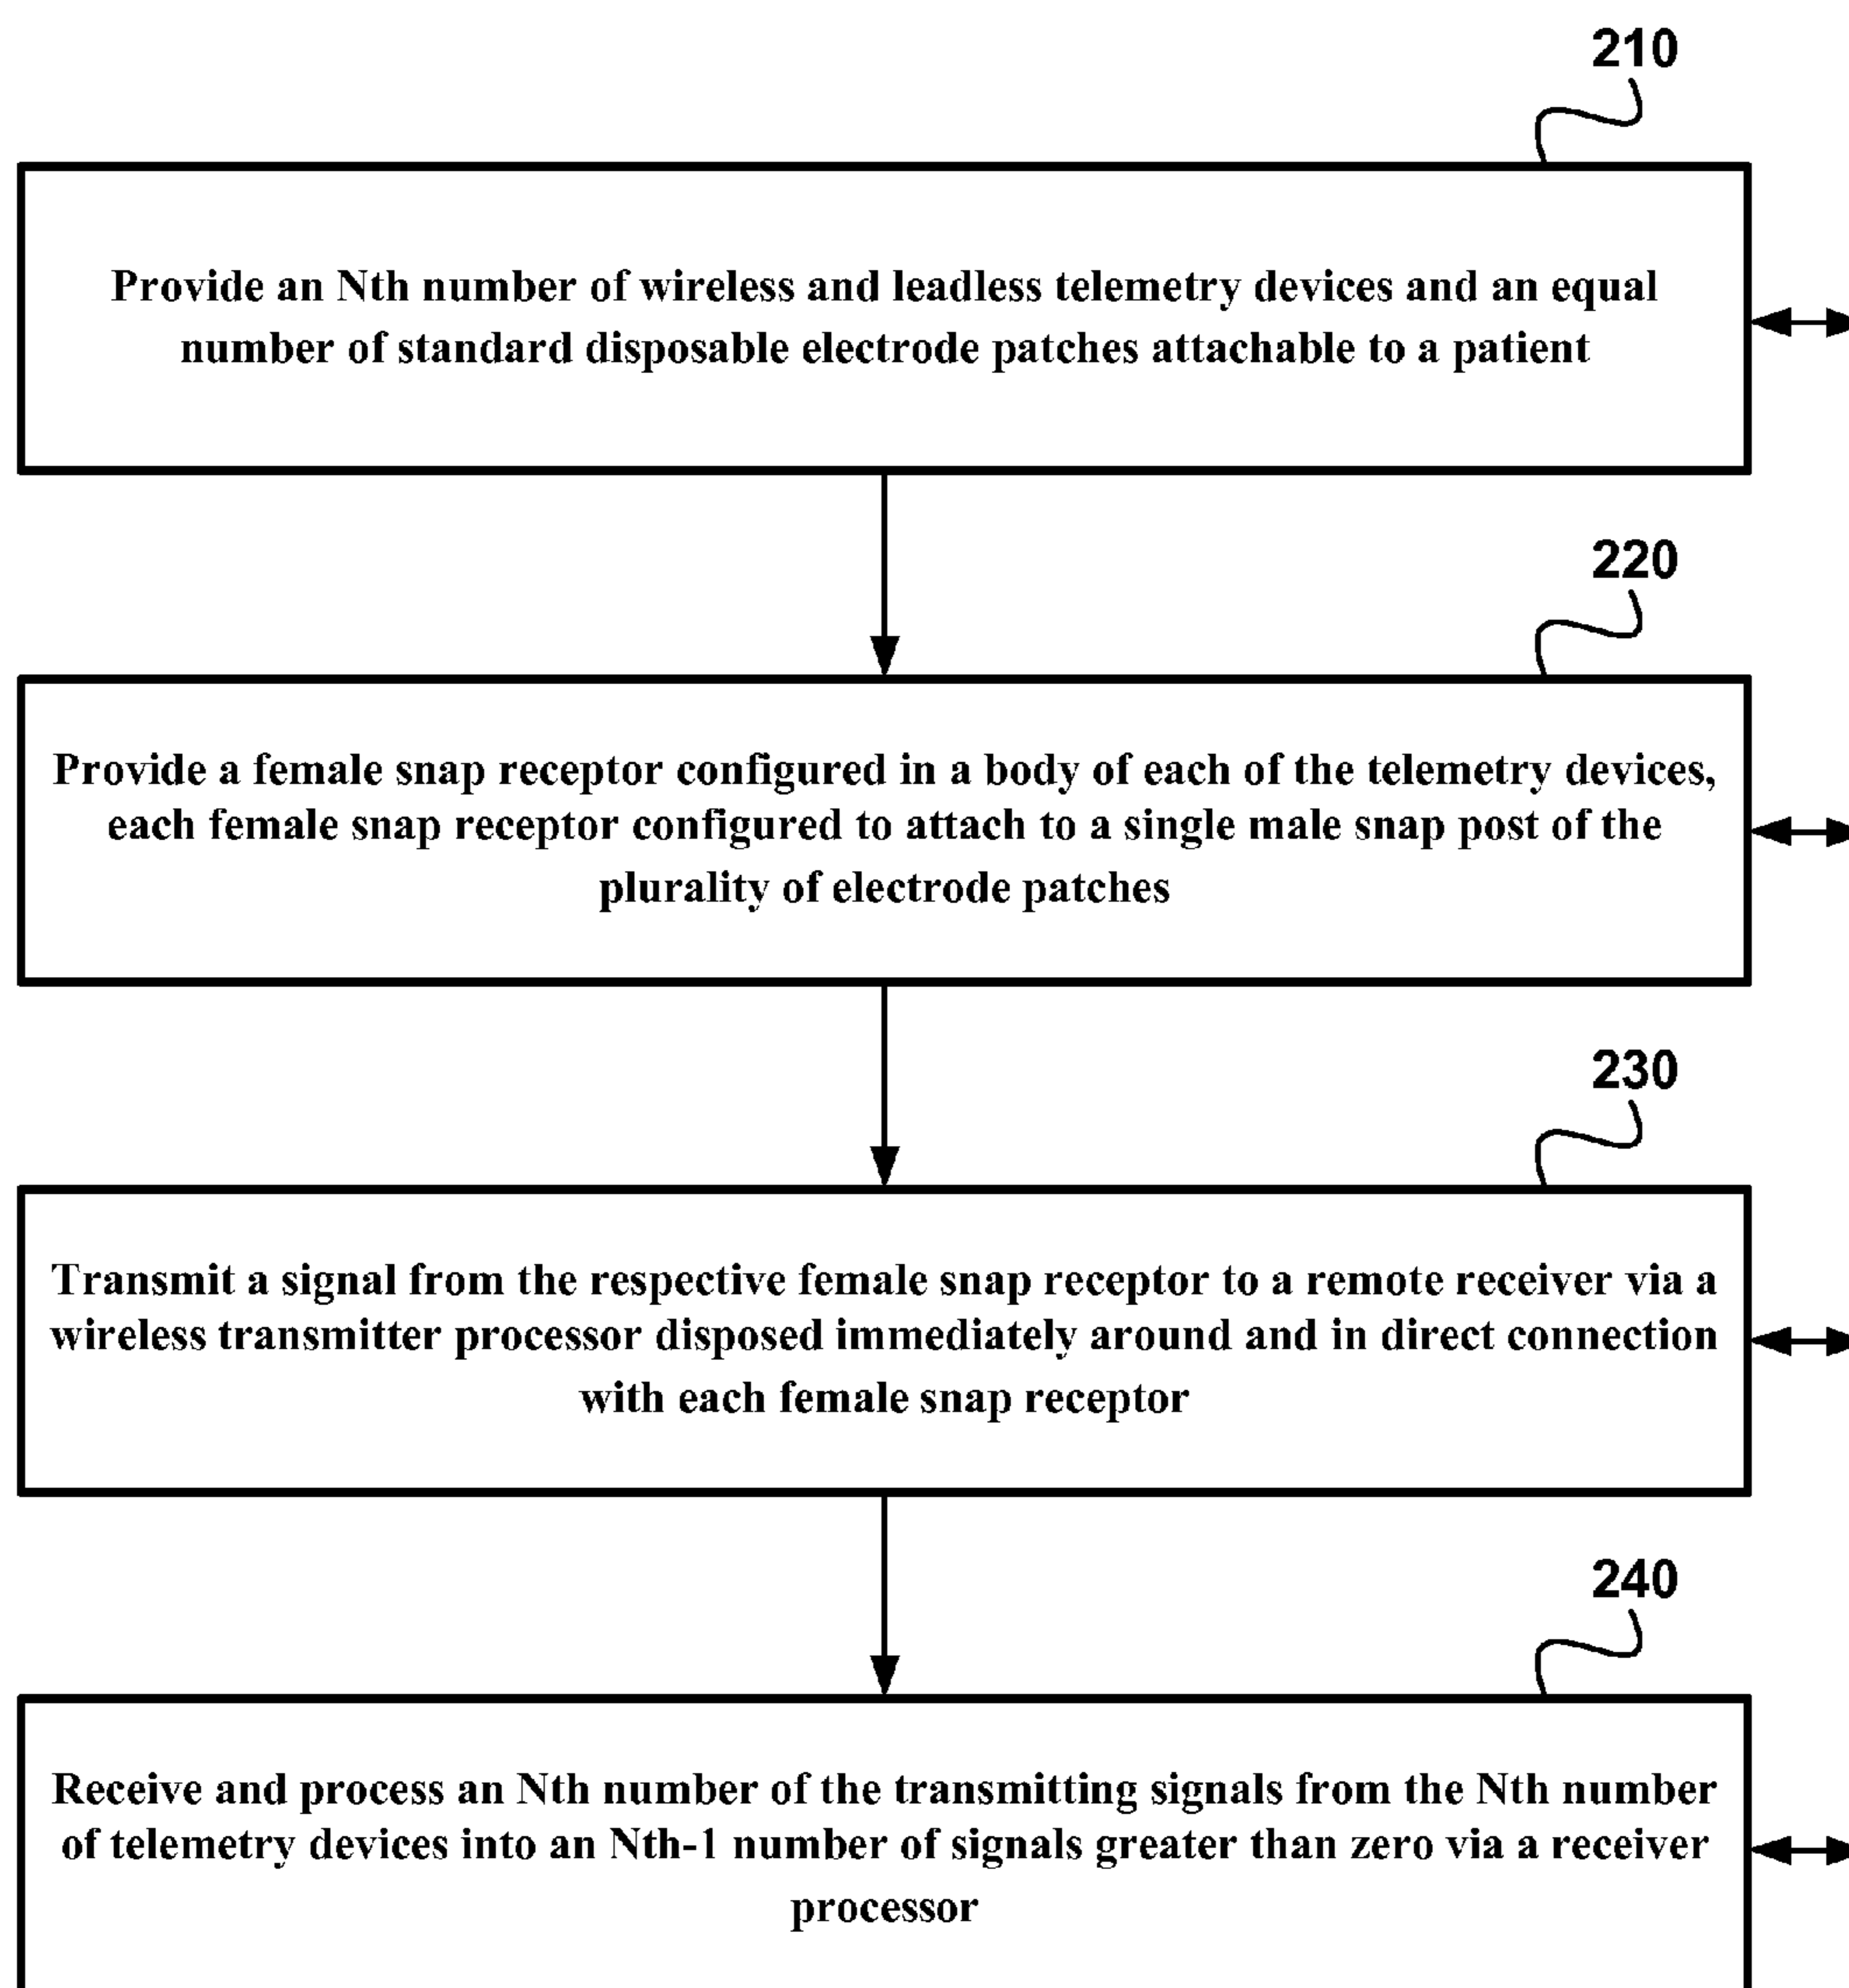 210
Provide an Nth number of wireless and leadless telemetry devices and an equal
number of standard disposable electrode patches attachable to a patient
220
Provide a female snap receptor configured in a body of each of the telemetry devices,
each female snap receptor configured to attach to a single male snap post of the
plurality of electrode patches
230
Transmit a signal from the respective female snap receptor to a remote receiver via a
wireless transmitter processor disposed immediately around and in direct connection
with each female snap receptor
240
Receive and process an Nth number of the transmitting signals from the Nth number
of telemetry devices into an Nth-1 number of signals greater than zero via a receiver
processor